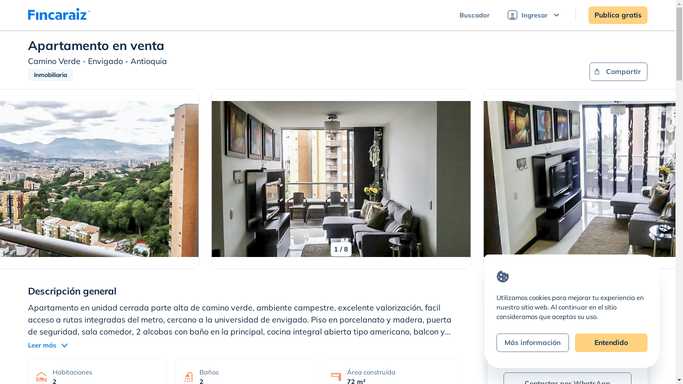 Fincaraiz
Buscador
Ingresar
Publica gratis
Apartamento en venta
Camino Verde - Envigado - Antioquia
Inmobiliaria
Compartir
1 / 8
Descripción general
Apartamento en unidad cerrada parte alta de camino verde, ambiente campestre, excelente valorización, facil
acceso a rutas integradas del metro, cercano a la universidad de envigado. Piso en porcelanato y madera, puerta
de seguridad, sala comedor, 2 alcobas con baño en la principal, cocina integral abierta tipo americano, balcon y...
Leer más
Habitaciones
2
Baños
2
Área construida
72 m²
Utilizamos cookies para mejorar tu experiencia en
nuestro sitio web. Al continuar en el sitio
consideramos que aceptas su uso.
Más información
Entendido
Contactar por WhatsApp